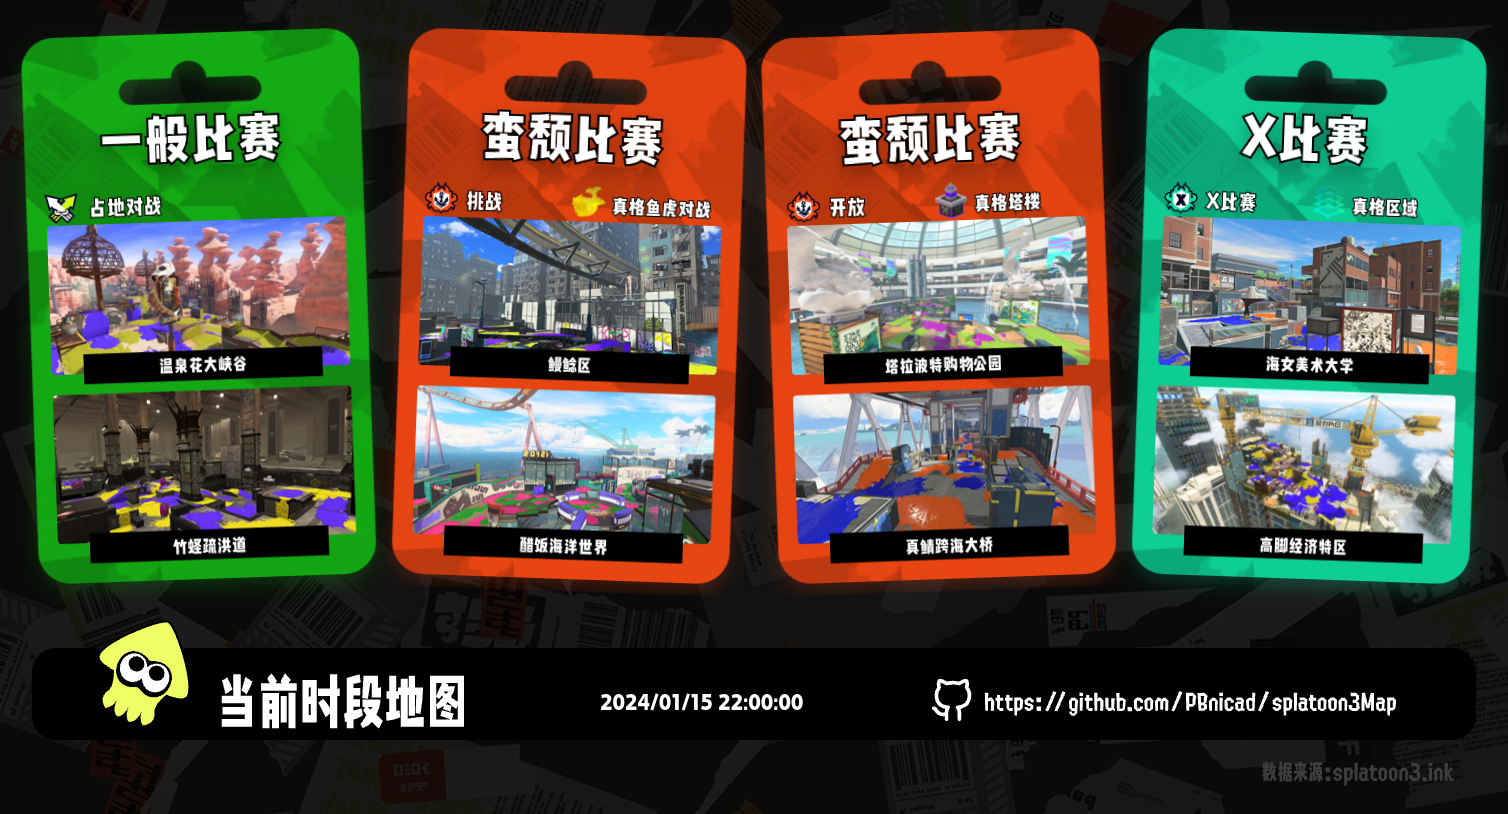 一般比赛
占地对战
温泉花大峡谷
竹蛏疏洪道
蛮颓比赛
挑战
真格鱼虎对战
鳗鲶区
醋饭海洋世界
蛮颓比赛
开放
真格塔楼
塔拉波特购物公园
真鲭跨海大桥
X比赛
X比赛
真格区域
海女美术大学
高脚经济特区
当前时段地图
2024/01/15 22:00:00
https://github.com/PBnicad/splatoon3Map
数据来源:splatoon3.ink